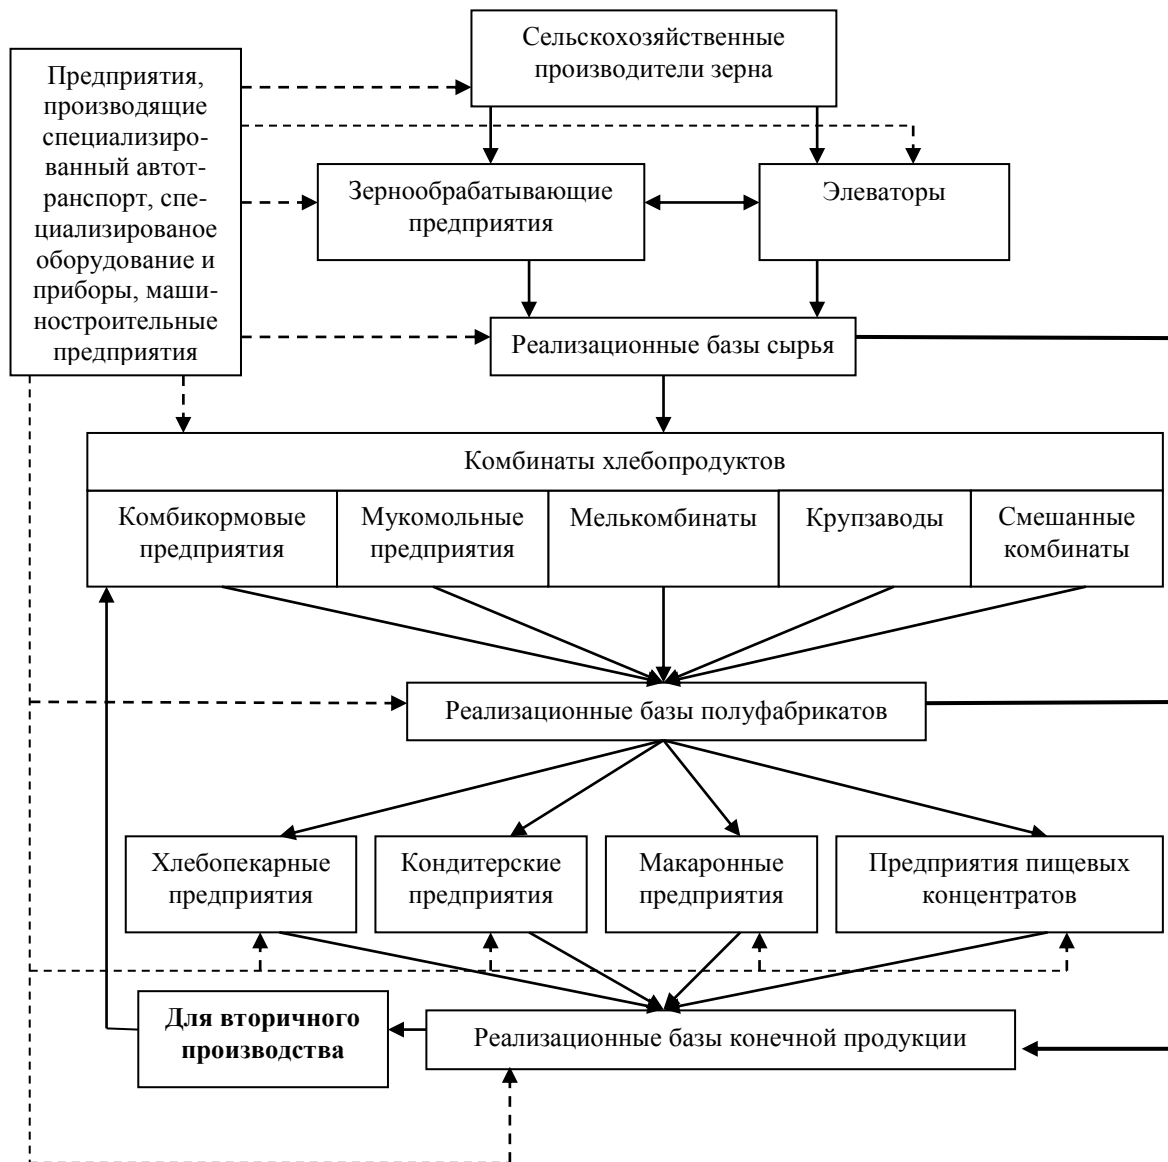 Сельскохозяйственные
производители зерна
Предприятия,
производящие
специализиро-
ванный автот-
ранспорт, спе-
циализированое
оборудование и
приборы, маши-
ностроительные
предприятия
Зернообрабатывающие
предприятия
Элеваторы
Реализационные базы сырья
Комбинаты хлебопродуктов
Комбикормовые
предприятия
Мукомольные
предприятия
Мелькомбинаты
Крупзаводы
Смешанные
комбинаты
Реализационные базы полуфабрикатов
Хлебопекарные
предприятия
Кондитерские
предприятия
Макаронные
предприятия
Предприятия пищевых
концентратов
Для вторичного
производства
Реализационные базы конечной продукции